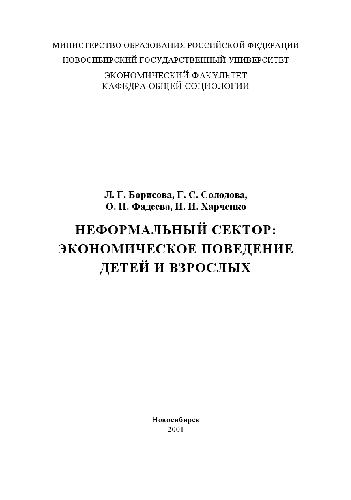 МИНИСТЕРСТВО ОБРАЗОВАНИЯ РОССИЙСКОЙ ФЕДЕРАЦИИ
НОВОСИБИРСКИЙ ГОСУДАРСТВЕННЫЙ УНИВЕРСИТЕТ
ЭКОНОМИЧЕСКИЙ ФАКУЛЬТЕТ
КАФЕДРА ОБЩЕЙ СОЦИОЛОГИИ
Л. Г. Борисова, Г. С. Солодова,
О. П. Фадеева, И. И. Харченко
НЕФОРМАЛЬНЫЙ СЕКТОР:
ЭКОНОМИЧЕСКОЕ ПОВЕДЕНИЕ
ДЕТЕЙ И ВЗРОСЛЫХ
Новосибирск
2001